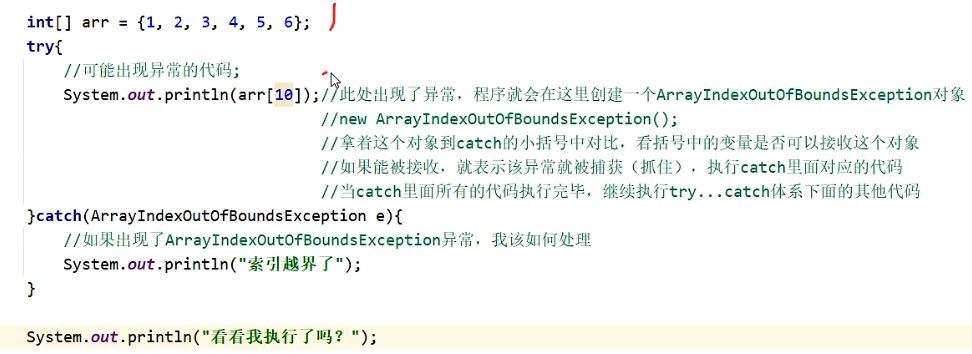 int[] arr = {1, 2, 3, 4, 5, 6};
try{
//可能出现异常的代码;
System.out.println(arr[10]);//此处出现了异常，程序就会在这里创建一个ArrayIndexOutOfBoundsException对象
//new ArrayIndexOutOfBoundsException();
//拿着这个对象到catch的小括号中对比，看括号中的变量是否可以接收这个对象
//如果能被接收，就表示该异常就被捕获（抓住），执行catch里面对应的代码
//当catch里面所有的代码执行完毕，继续执行try...catch体系下面的其他代码
}catch(ArrayIndexOutOfBoundsException e){
//如果出现了ArrayIndexOutOfBoundsException异常，我该如何处理
System.out.println("索引越界了");
}
System.out.println("看看我执行了吗？");